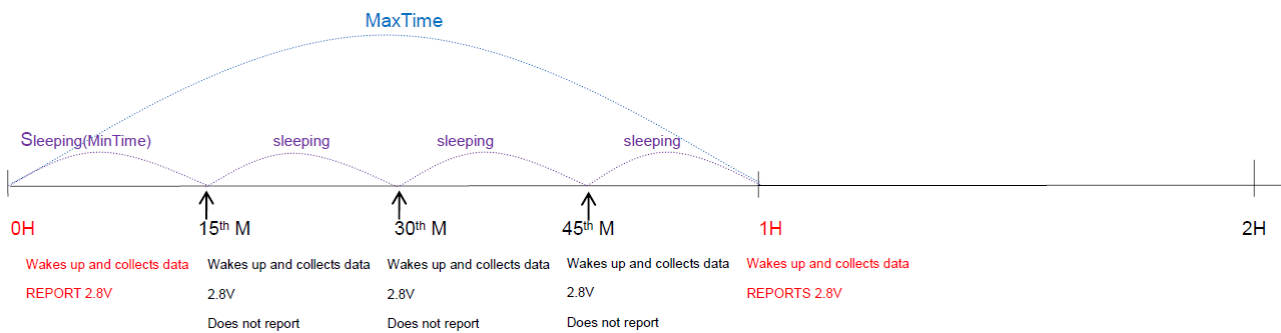 MaxTime
Sleeping(MinTime) sleeping sleeping sleeping
0H 15th M 30th M 45th M 1H 2H
Wakes up and collects data Wakes up and collects data Wakes up and collects data Wakes up and collects data Wakes up and collects data
REPORT 2.8V 2.8V 2.8V 2.8V REPORTS 2.8V
Does not report Does not report Does not report